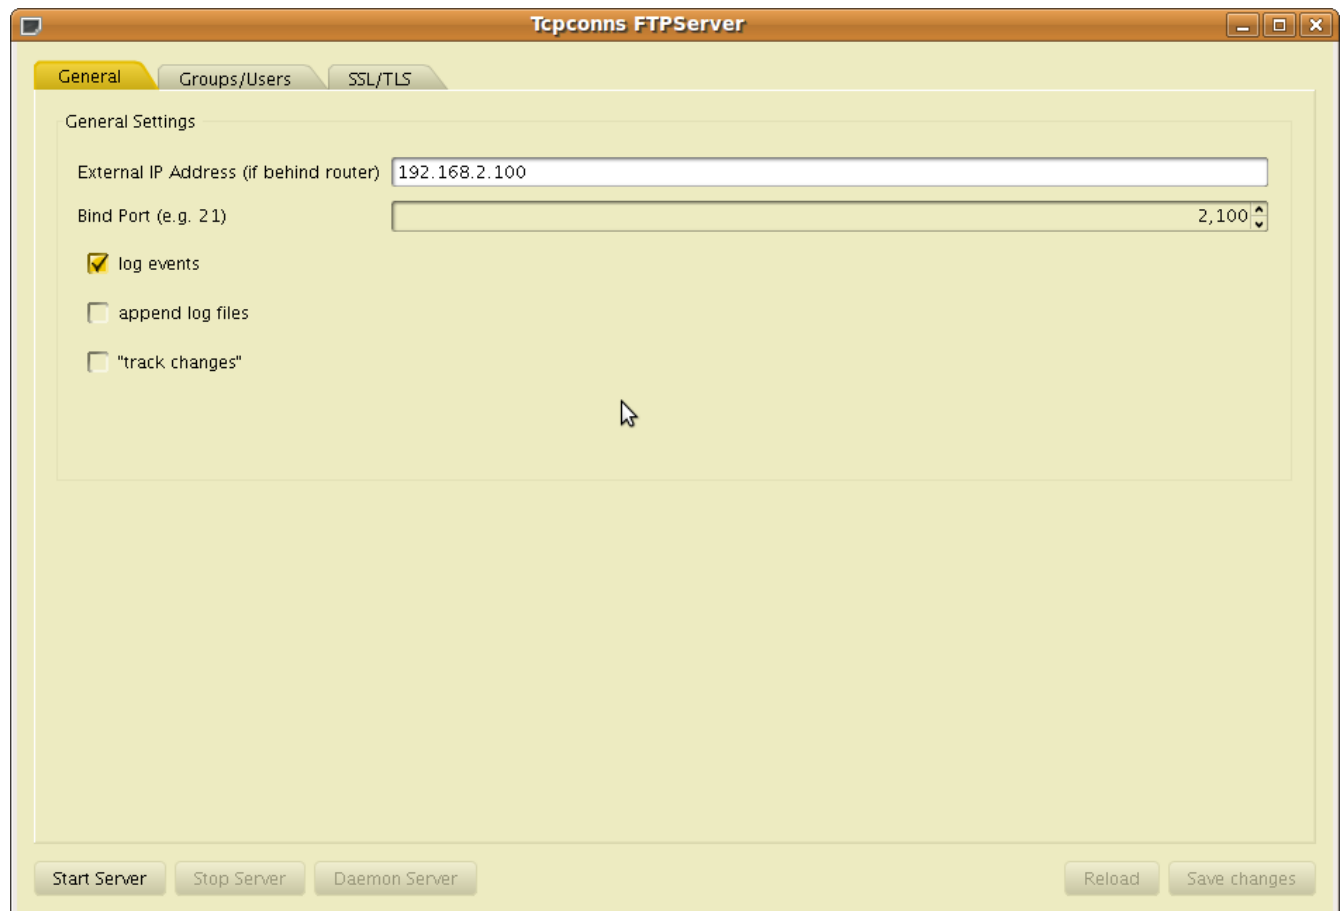 Tcpconns FTPServer
General Groups/Users SSL/TLS
General Settings
External IP Address (if behind router) 192.168.2.100
Bind Port (e.g. 21) 2,100
log events
append log files
"track changes"
Start Server Stop Server Daemon Server Reload Save changes